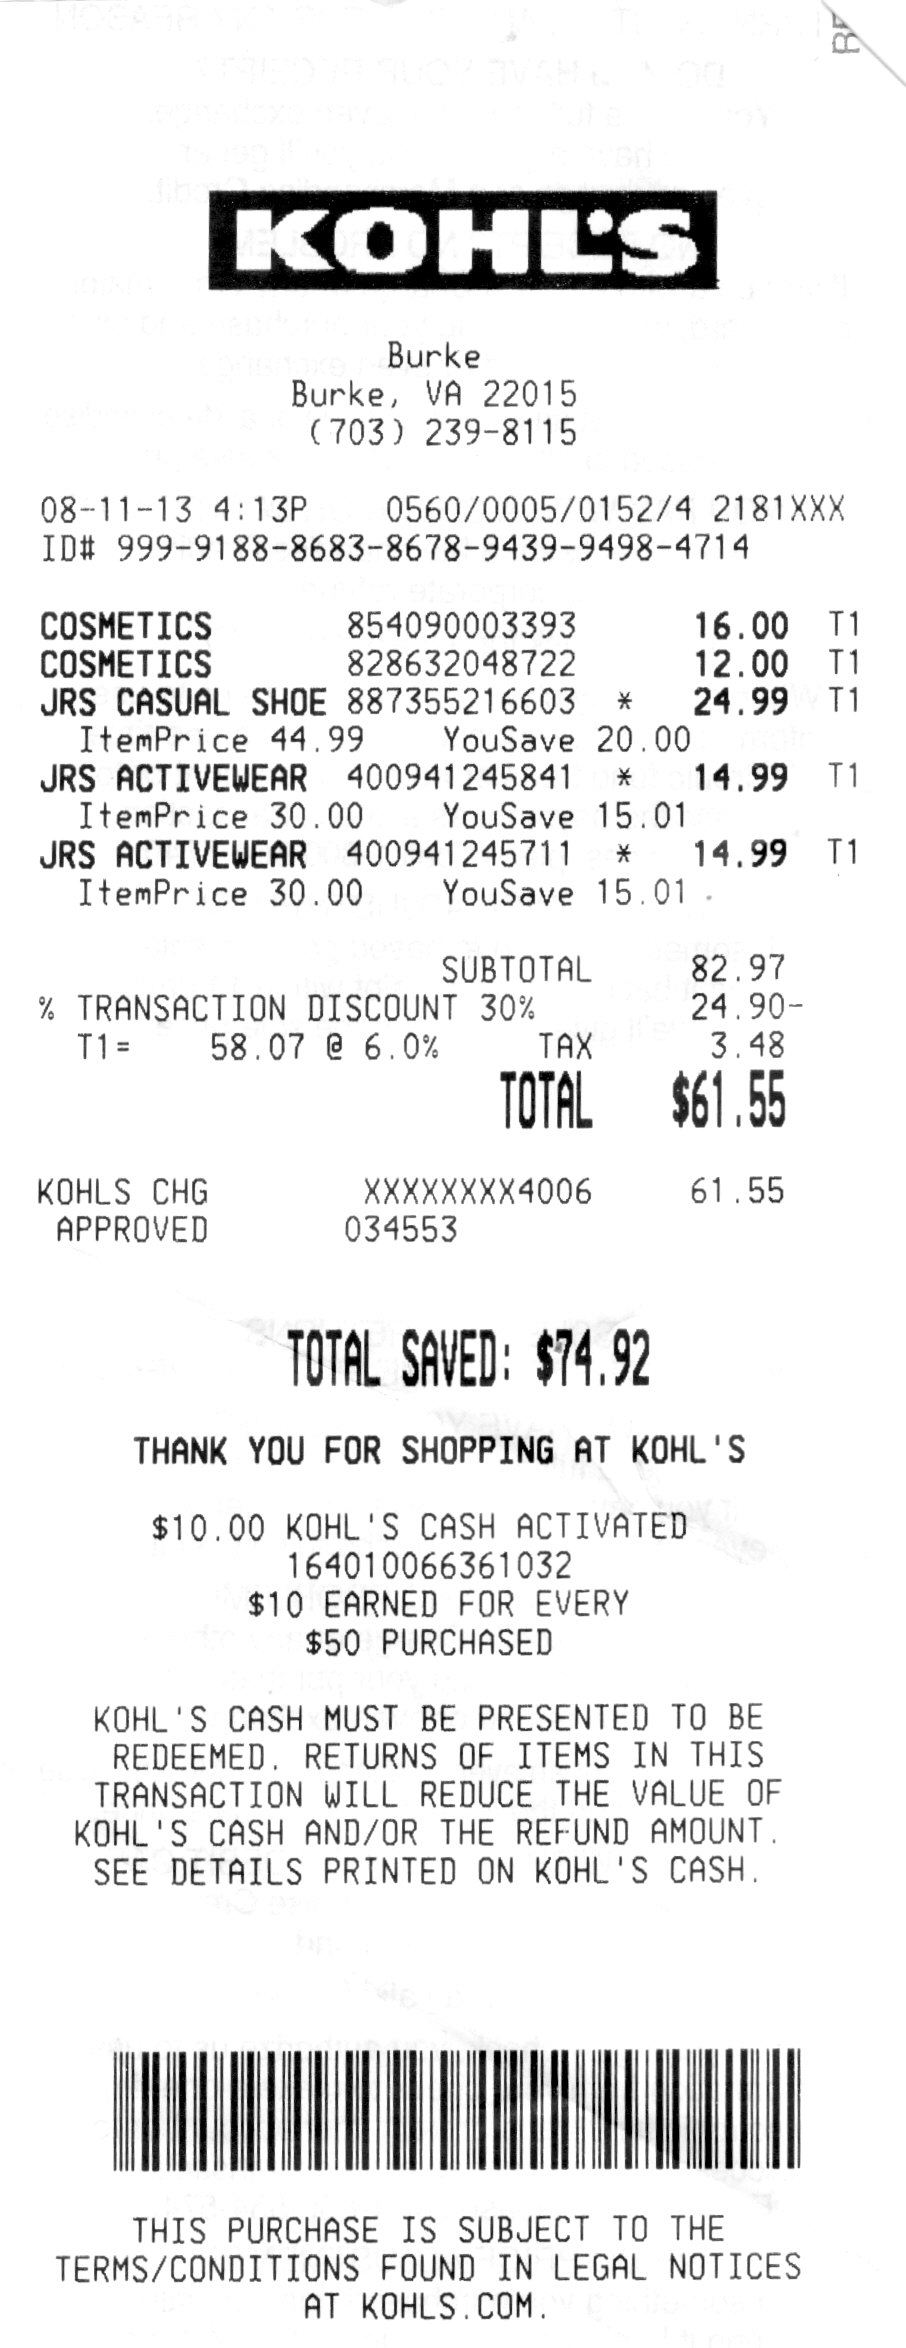 KOHL'S
Burke
Burke, VA 22015
(703) 239-8115
08-11-13 4:13P 0560/0005/0152/4 2181XXX
ID# 999-9188-8683-8678-9439-9498-4714
COSMETICS 854090003393 16.00 T1
COSMETICS 828632048722 12.00 T1
JRS CASUAL SHOE 887355216603 * 24.99 T1
ItemPrice 44.99 YouSave 20.00
JRS ACTIVEWEAR 400941245841 * 14.99 T1
ItemPrice 30.00 YouSave 15.01
JRS ACTIVEWEAR 400941245711 * 14.99 T1
ItemPrice 30.00 YouSave 15.01
SUBTOTAL 82.97
% TRANSACTION DISCOUNT 30% 24.90-
T1= 58.07 @ 6.0% TAX 3.48
TOTAL $61.55
KOHLS CHG XXXXXXXX4006 61.55
APPROVED 034553
TOTAL SAVED: $74.92
THANK YOU FOR SHOPPING AT KOHL'S
$10.00 KOHL'S CASH ACTIVATED
164010066361032
$10 EARNED FOR EVERY
$50 PURCHASED
KOHL'S CASH MUST BE PRESENTED TO BE
REDEEMED. RETURNS OF ITEMS IN THIS
TRANSACTION WILL REDUCE THE VALUE OF
KOHL'S CASH AND/OR THE REFUND AMOUNT.
SEE DETAILS PRINTED ON KOHL'S CASH.
THIS PURCHASE IS SUBJECT TO THE
TERMS/CONDITIONS FOUND IN LEGAL NOTICES
AT KOHLS.COM.